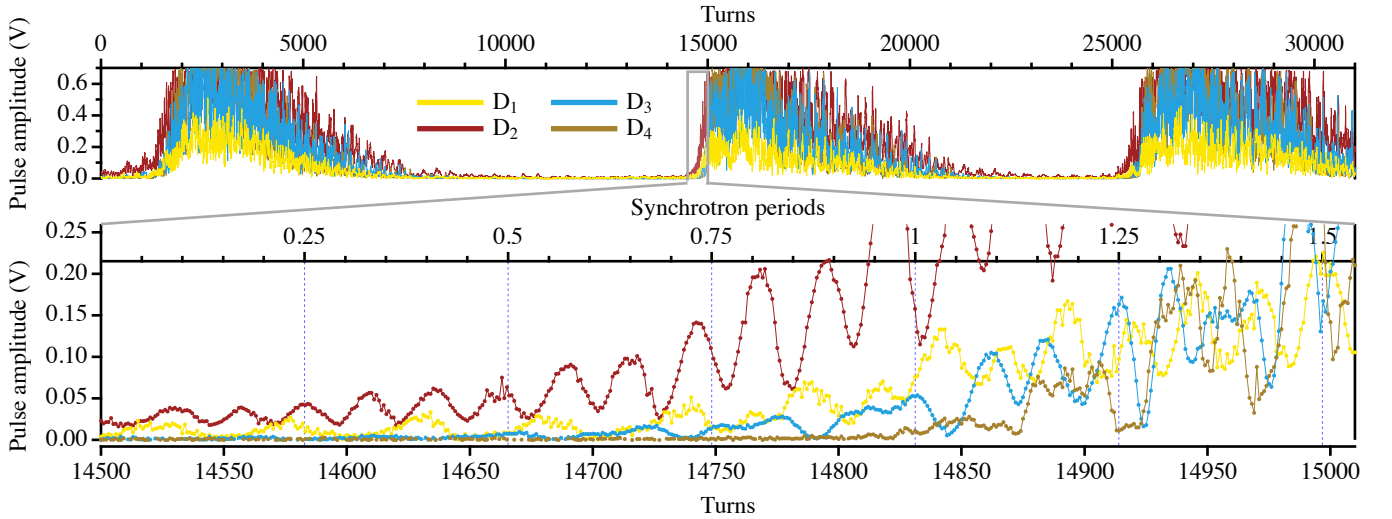 Turns
0 5000 10000 15000 20000 25000 30000
Pulse amplitude (V)
0.6
0.4
0.2
0.0
D₁ D₃
D₂ D₄
Synchrotron periods
0.25 0.5 0.75 1 1.25 1.5
Pulse amplitude (V)
0.25
0.20
0.15
0.10
0.05
0.00
14500 14550 14600 14650 14700 14750 14800 14850 14900 14950 15000
Turns